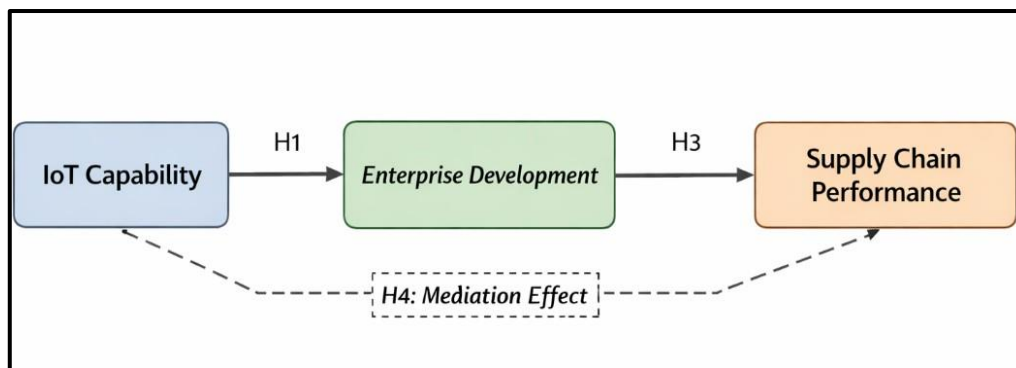 H1
H3
IoT Capability
Enterprise Development
Supply Chain
Performance
H4: Mediation Effect